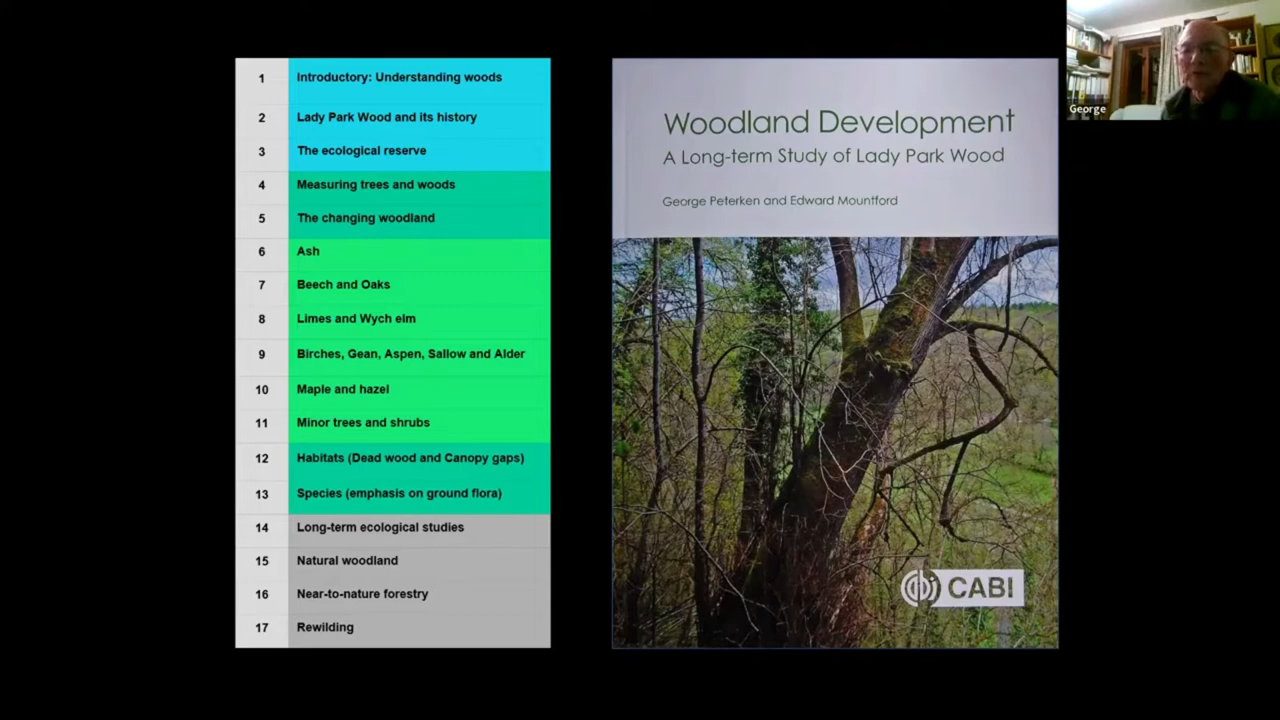 1 Introductory: Understanding woods
2 Lady Park Wood and its history
3 The ecological reserve
4 Measuring trees and woods
5 The changing woodland
6 Ash
7 Beech and Oaks
8 Limes and Wych elm
9 Birches, Gean, Aspen, Sallow and Alder
10 Maple and hazel
11 Minor trees and shrubs
12 Habitats (Dead wood and Canopy gaps)
13 Species (emphasis on ground flora)
14 Long-term ecological studies
15 Natural woodland
16 Near-to-nature forestry
17 Rewilding
Woodland Development
A Long-term Study of Lady Park Wood
George Peterken and Edward Mountford
cabi CABI
George